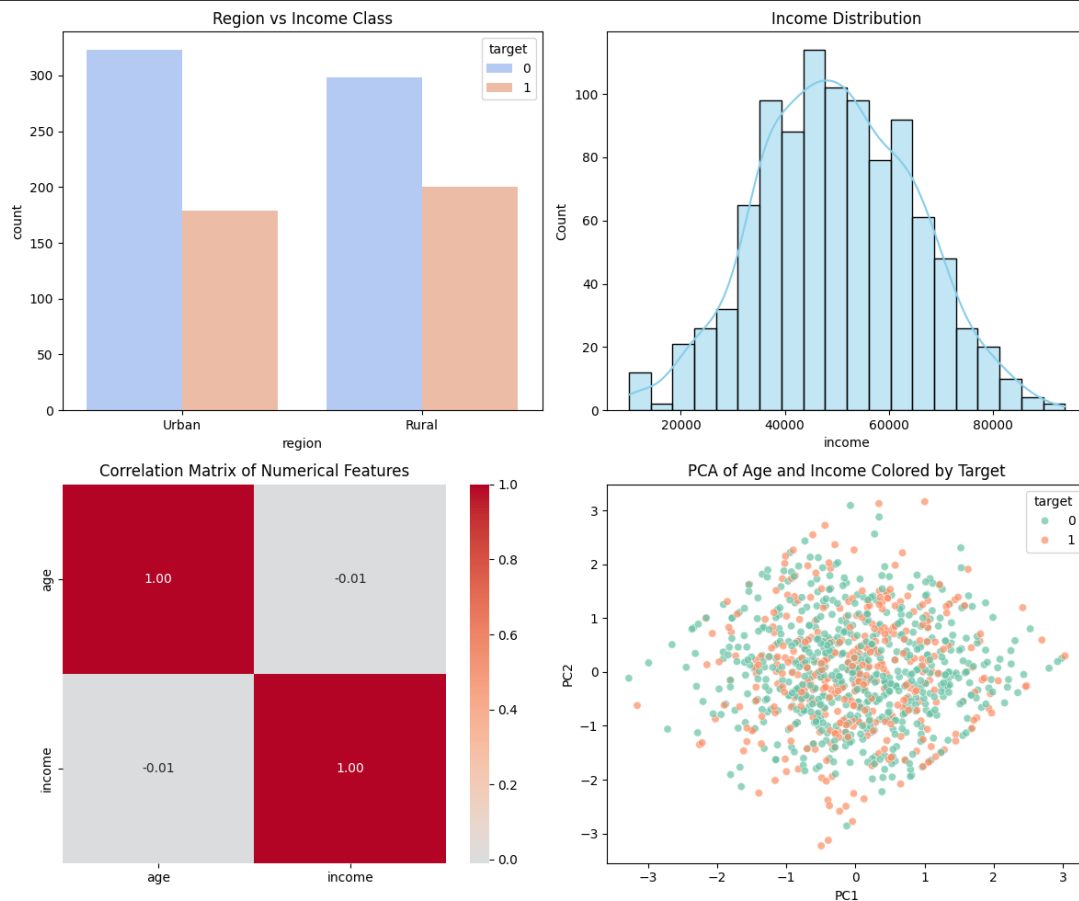 Region vs Income Class
target
0
1
300
250
200
150
100
50
0
count
Urban
Rural
region
Income Distribution
100
80
60
40
20
0
Count
20000
40000
60000
80000
income
Correlation Matrix of Numerical Features
1.00
-0.01
-0.01
1.00
age
income
age
income
1.0
0.8
0.6
0.4
0.2
0.0
PCA of Age and Income Colored by Target
target
0
1
3
2
1
0
−1
−2
−3
PC2
−3
−2
−1
0
1
2
3
PC1